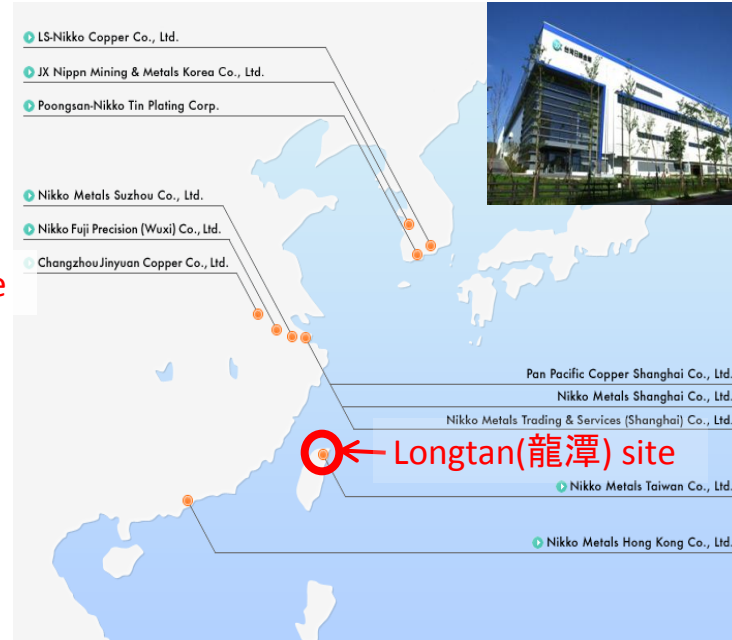 LS-Nikko Copper Co., Ltd.
JX Nippn Mining & Metals Korea Co., Ltd.
Poongsan-Nikko Tin Plating Corp.
Nikko Metals Suzhou Co., Ltd.
Nikko Fuji Precision (Wuxi) Co., Ltd.
Changzhou Jinyuan Copper Co., Ltd.
e
Pan Pacific Copper Shanghai Co., Ltd.
Nikko Metals Shanghai Co., Ltd.
Nikko Metals Trading & Services (Shanghai) Co., Ltd.
Longtan(龍潭) site
Nikko Metals Taiwan Co., Ltd.
Nikko Metals Hong Kong Co., Ltd.